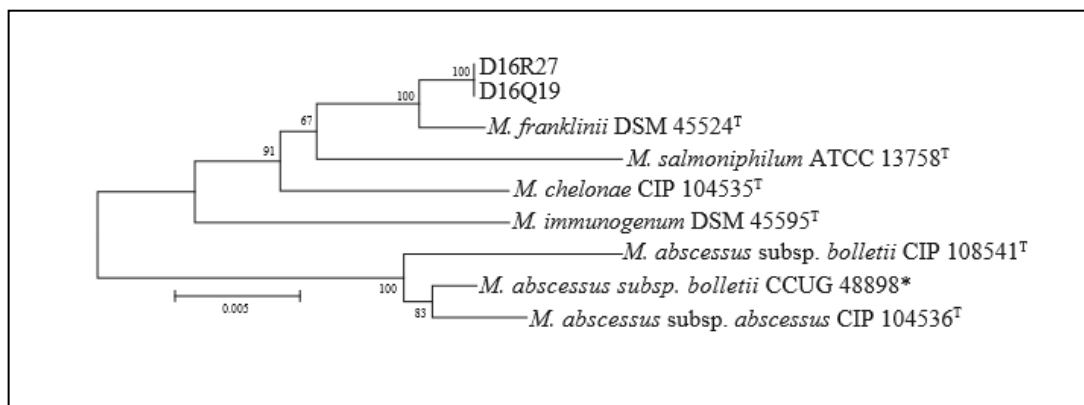 100
D16R27
D16Q19
100
M. franklinii DSM 45524ᵀ
67
M. salmoniphilum ATCC 13758ᵀ
91
M. chelonae CIP 104535ᵀ
M. immunogenum DSM 45595ᵀ
M. abscessus subsp. bolletii CIP 108541ᵀ
100
M. abscessus subsp. bolletii CCUG 48898*
83
M. abscessus subsp. abscessus CIP 104536ᵀ
0.005